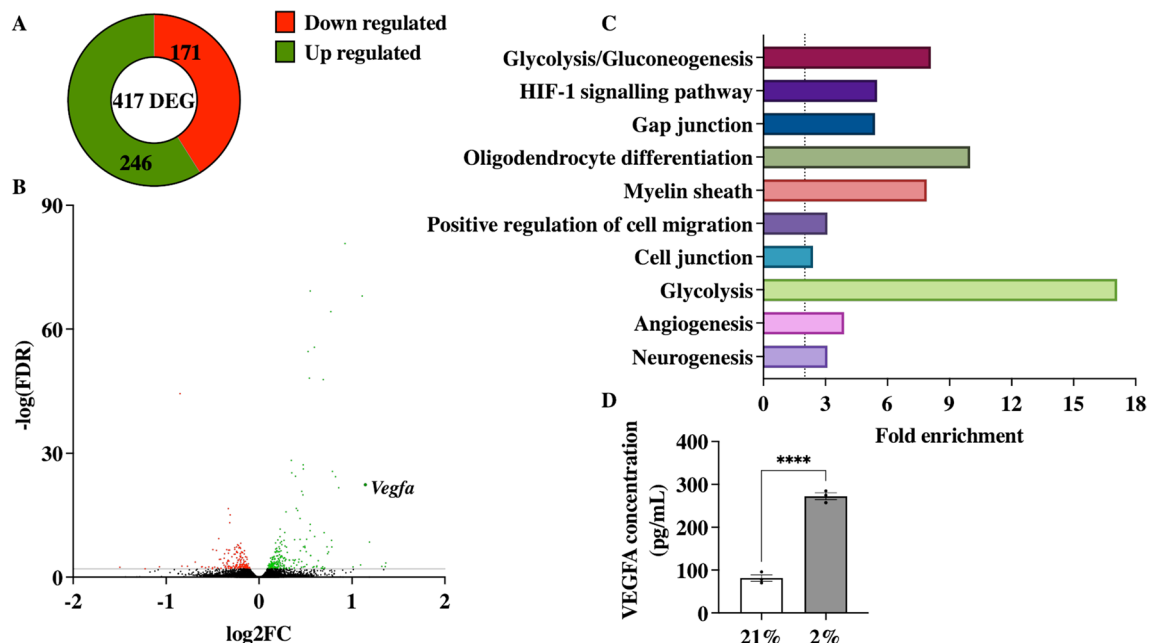 A
Down regulated
Up regulated
171
417 DEG
246
B
90
60
30
0
-log(FDR)
Vegfa
-2
-1
0
1
2
log2FC
C
Glycolysis/Gluconeogenesis
HIF-1 signalling pathway
Gap junction
Oligodendrocyte differentiation
Myelin sheath
Positive regulation of cell migration
Cell junction
Glycolysis
Angiogenesis
Neurogenesis
0
3
6
9
12
15
18
Fold enrichment
D
VEGFA concentration
(pg/mL)
400
300
200
100
0
****
21%
2%